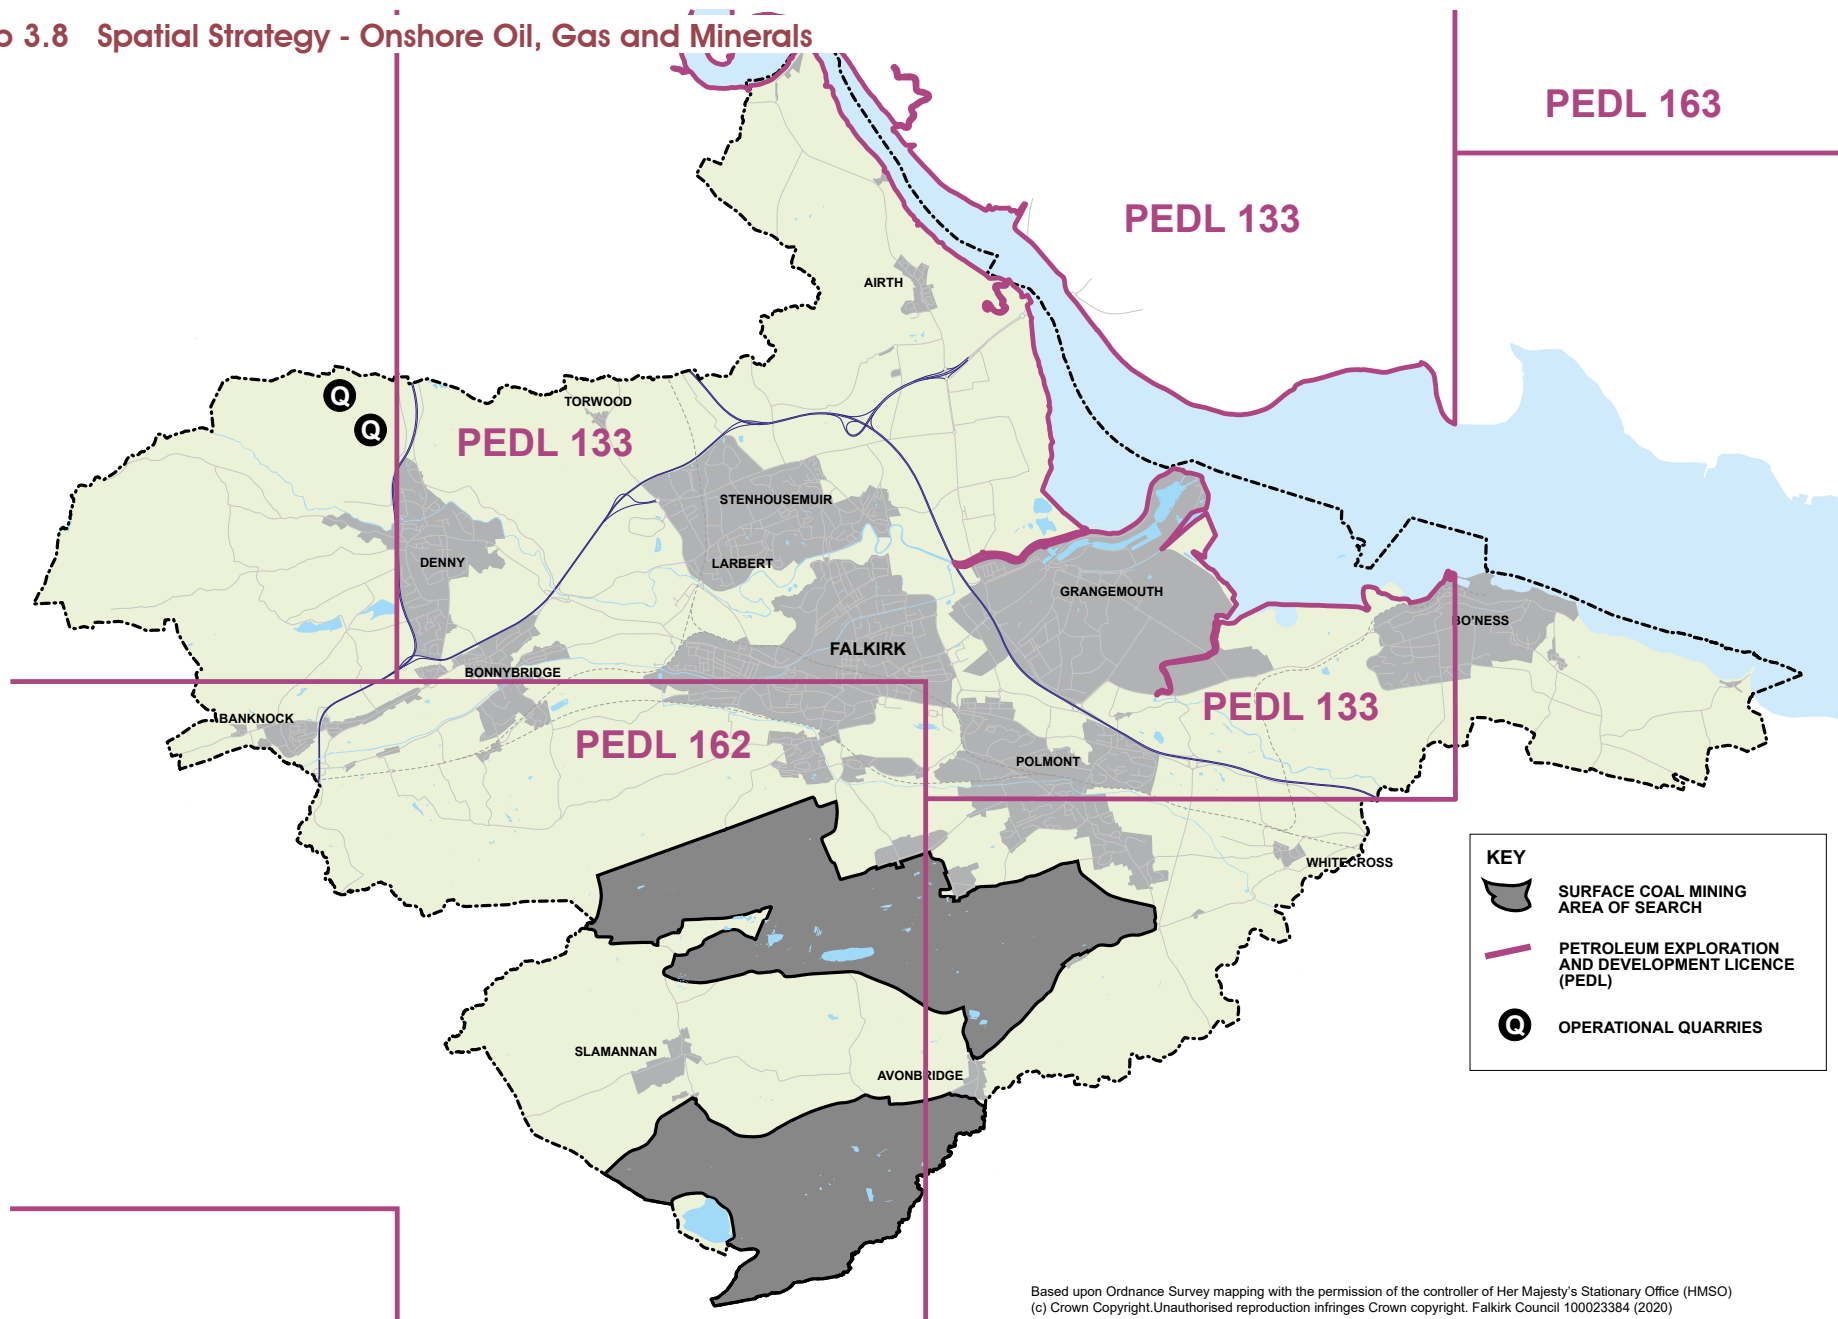 3.8 Spatial Strategy - Onshore Oil, Gas and Minerals
PEDL 163
PEDL 133
AIRTH
TORWOOD
Q
Q
PEDL 133
STENHOUSEMUIR
DENNY
LARBERT
GRANGEMOUTH
BO'NESS
FALKIRK
BONNYBRIDGE
PEDL 133
BANKNOCK
PEDL 162
POLMONT
WHITECROSS
SLAMANNAN
AVONBRIDGE
KEY
SURFACE COAL MINING
AREA OF SEARCH
PETROLEUM EXPLORATION
AND DEVELOPMENT LICENCE
(PEDL)
Q
OPERATIONAL QUARRIES
Based upon Ordnance Survey mapping with the permission of the controller of Her Majesty's Stationary Office (HMSO)
(c) Crown Copyright.Unauthorised reproduction infringes Crown copyright. Falkirk Council 100023384 (2020)